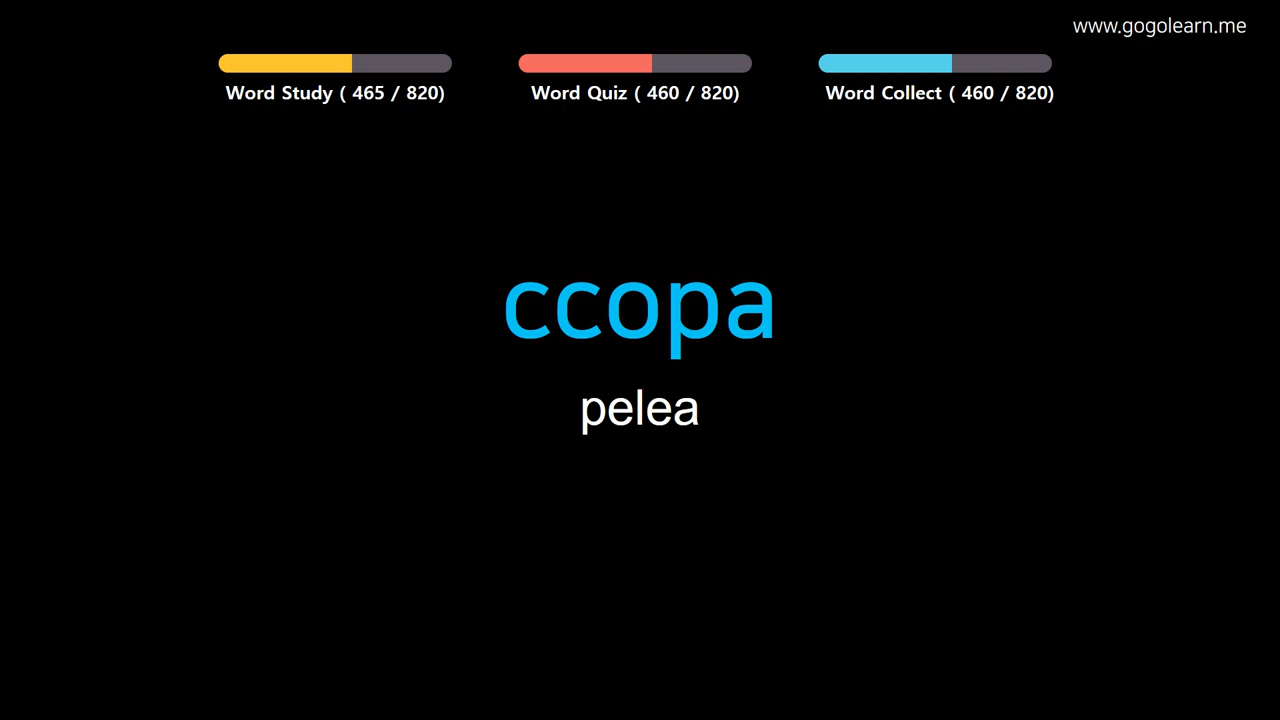 www.gogolearn.me
Word Study ( 465 / 820)
Word Quiz ( 460 / 820)
Word Collect ( 460 / 820)
ссора
pelea